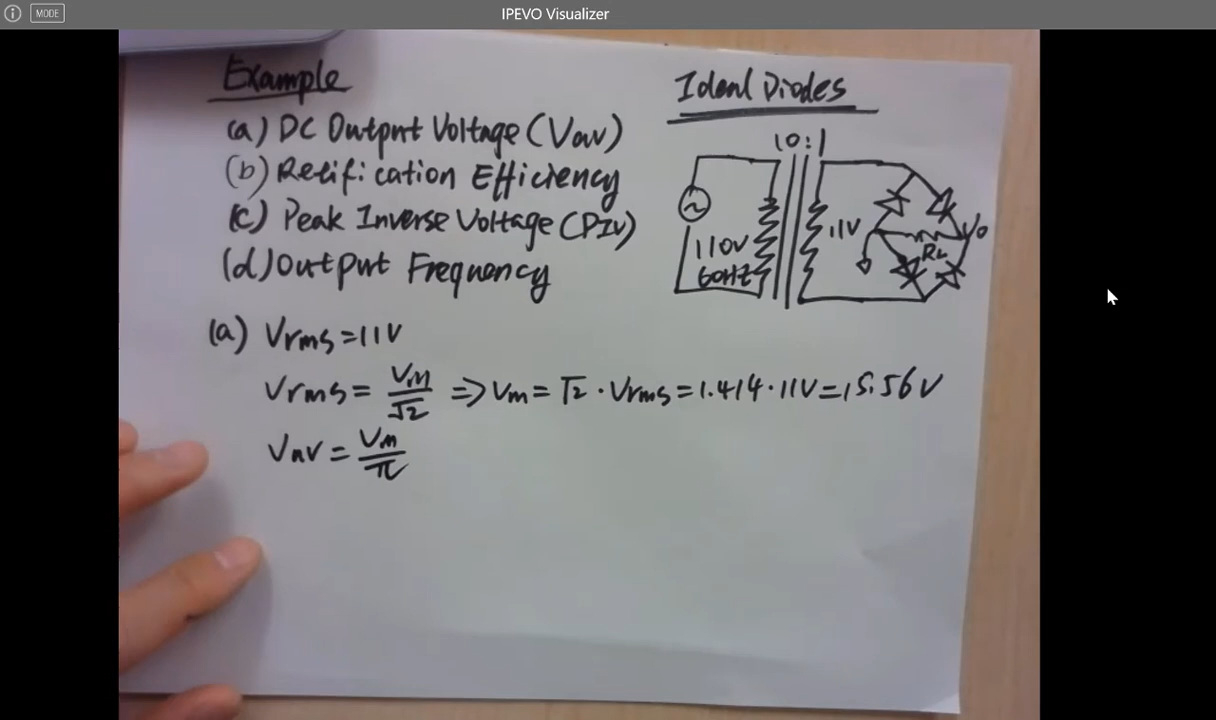 MODE
IPEVO Visualizer
Example
Ideal Diodes
(a) DC Output Voltage (Vav)
(b) Retification Efficiency
(c) Peak Inverse Voltage (PIV)
(d) Output Frequency
10:1
110V
60HZ
11V
RL
Vo
(a) Vrms = 11V
Vrms = Vm/√2 => Vm = √2 · Vrms = 1.414 · 11V = 15.56V
Vav = Vm/π